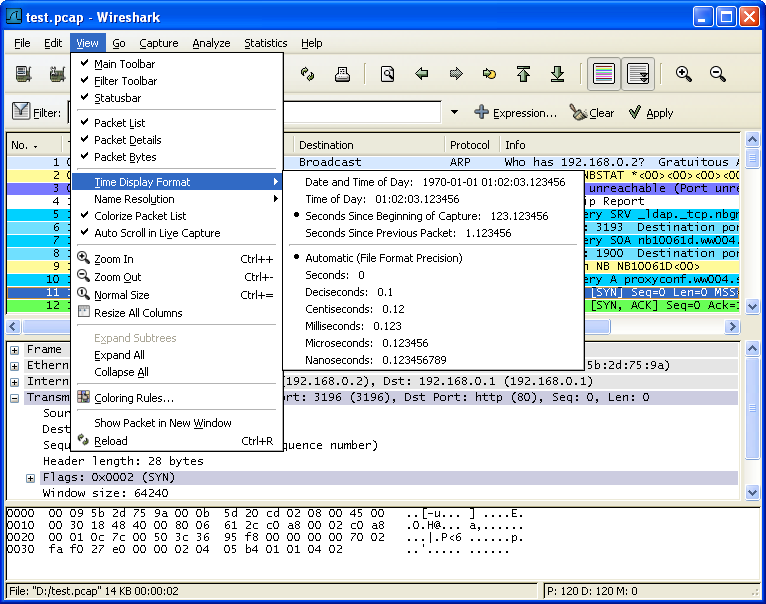 test.pcap - Wireshark
File Edit View Go Capture Analyze Statistics Help
Main Toolbar
Filter Toolbar
Statusbar
Packet List
Packet Details
Packet Bytes
Time Display Format
Name Resolution
Colorize Packet List
Auto Scroll in Live Capture
Zoom In Ctrl++
Zoom Out Ctrl+-
Normal Size Ctrl+=
Resize All Columns
Expand Subtrees
Expand All
Collapse All
Coloring Rules...
Show Packet in New Window
Reload Ctrl+R
Date and Time of Day: 1970-01-01 01:02:03.123456
Time of Day: 01:02:03.123456
Seconds Since Beginning of Capture: 123.123456
Seconds Since Previous Packet: 1.123456
Automatic (File Format Precision)
Seconds: 0
Deciseconds: 0.1
Centiseconds: 0.12
Milliseconds: 0.123
Microseconds: 0.123456
Nanoseconds: 0.123456789
Filter: Expression... Clear Apply
No. . Destination Protocol Info
1 Broadcast ARP Who has 192.168.0.2? Gratuitous A
2 NBSTAT *<00><00><00><0
3 unreachable (Port unr
4 ip Report
5 ery SRV _ldap._tcp.nbgm
6 : 3193 Destination port
7 ery SOA nb10061d.ww004.
8 : Destination port
9 on NB NB10061D<00>
10 ery A proxyconf.ww004.s
11 [SYN] Seq=0 Len=0 MSS=
12 [SYN, ACK] Seq=0 Ack=1
Frame
Ethern 5b:2d:75:9a)
Intern (192.168.0.2), Dst: 192.168.0.1 (192.168.0.1)
Transm ort: 3196 (3196), Dst Port: http (80), Seq: 0, Len: 0
Sour
Dest
Sequ equence number)
Header length: 28 bytes
Flags: 0x0002 (SYN)
Window size: 64240
0000 00 09 5b 2d 75 9a 00 0b 5d 20 cd 02 08 00 45 00 ..[-u... ] ....E.
0010 00 30 18 48 40 00 80 06 61 2c c0 a8 00 02 c0 a8 .0.H@... a,......
0020 00 01 0c 7c 00 50 3c 36 95 f8 00 00 00 00 70 02 ...|.P<6 ......p.
0030 fa f0 27 e0 00 00 02 04 05 b4 01 01 04 02 ..'..... ......
File: "D:/test.pcap" 14 KB 00:00:02 P: 120 D: 120 M: 0